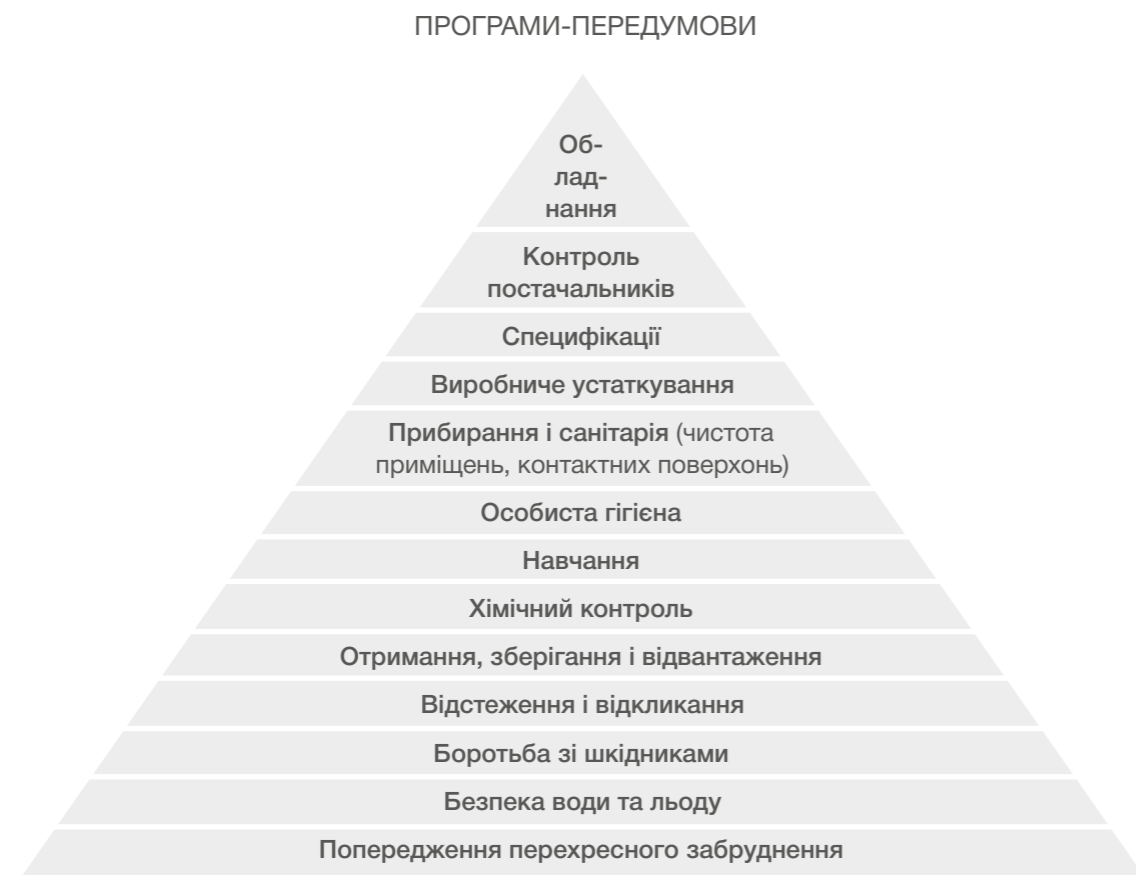 ПРОГРАМИ-ПЕРЕДУМОВИ
Об-
лад-
нання
Контроль
постачальників
Специфікації
Виробниче устаткування
Прибирання і санітарія (чистота
приміщень, контактних поверхонь)
Особиста гігієна
Навчання
Хімічний контроль
Отримання, зберігання і відвантаження
Відстеження і відкликання
Боротьба зі шкідниками
Безпека води та льоду
Попередження перехресного забруднення